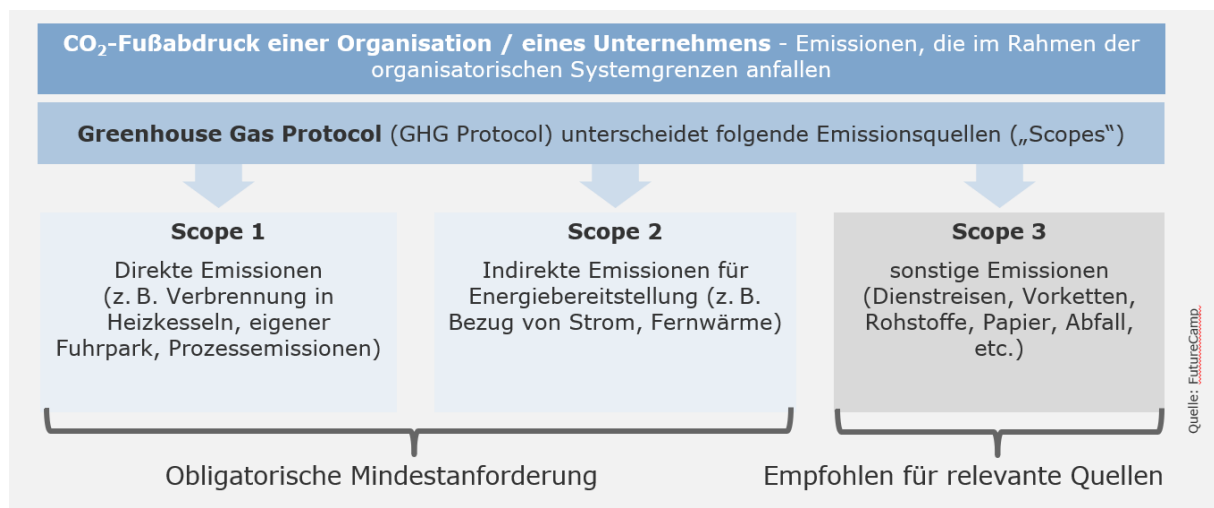 CO₂-Fußabdruck einer Organisation / eines Unternehmens - Emissionen, die im Rahmen der
organisatorischen Systemgrenzen anfallen
Greenhouse Gas Protocol (GHG Protocol) unterscheidet folgende Emissionsquellen („Scopes“)
Scope 1
Direkte Emissionen
(z. B. Verbrennung in
Heizkesseln, eigener
Fuhrpark, Prozessemissionen)
Scope 2
Indirekte Emissionen für
Energiebereitstellung (z. B.
Bezug von Strom, Fernwärme)
Scope 3
sonstige Emissionen
(Dienstreisen, Vorketten,
Rohstoffe, Papier, Abfall,
etc.)
Obligatorische Mindestanforderung
Empfohlen für relevante Quellen
Quelle: FutureCamp